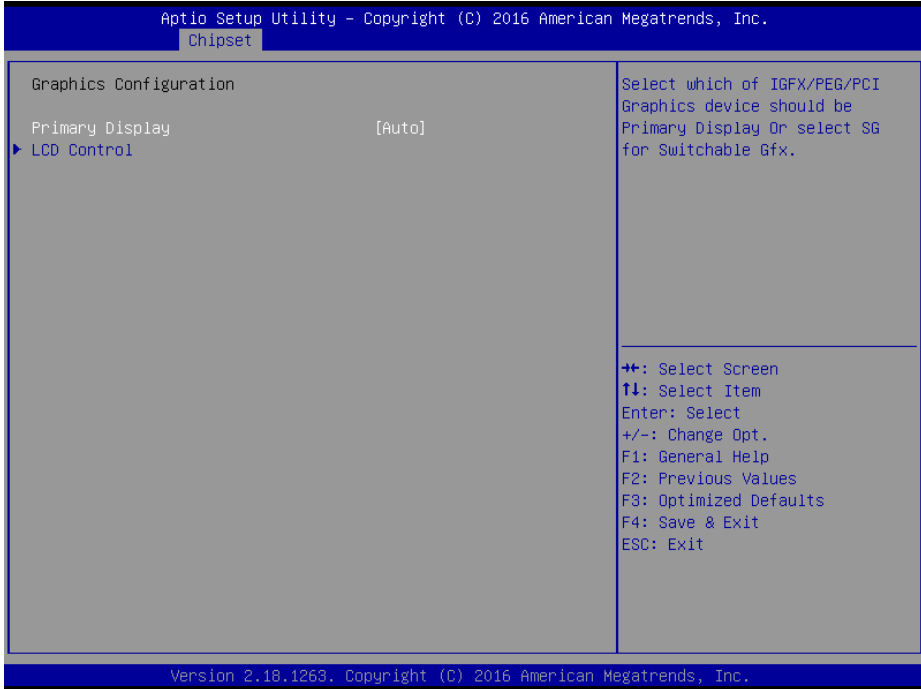 Aptio Setup Utility – Copyright (C) 2016 American Megatrends, Inc.
Chipset
Graphics Configuration
Primary Display [Auto]
LCD Control
Select which of IGFX/PEG/PCI
Graphics device should be
Primary Display Or select SG
for Switchable Gfx.
→←: Select Screen
↑↓: Select Item
Enter: Select
+/-: Change Opt.
F1: General Help
F2: Previous Values
F3: Optimized Defaults
F4: Save & Exit
ESC: Exit
Version 2.18.1263. Copyright (C) 2016 American Megatrends, Inc.